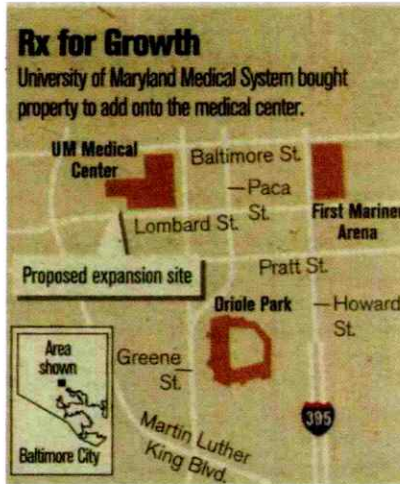 Rx for Growth
University of Maryland Medical System bought
property to add onto the medical center.
UM Medical
Center
Baltimore St.
Paca
St.
First Mariner
Arena
Lombard St.
Proposed expansion site
Pratt St.
Oriole Park
Howard
St.
Greene
St.
Area
shown
Baltimore City
Martin Luther
King Blvd.
395